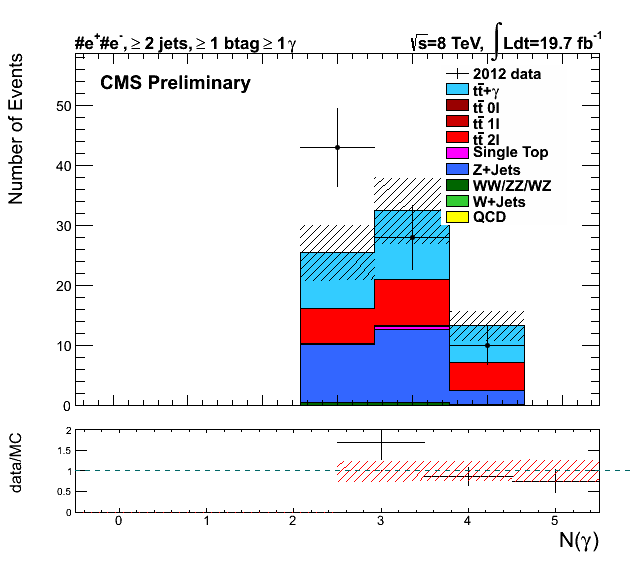 #e⁺#e⁻, ≥ 2 jets, ≥ 1 btag ≥ 1 γ
√s=8 TeV, ∫Ldt=19.7 fb⁻¹
CMS Preliminary
Number of Events
50
40
30
20
10
0
2012 data
tt̄+γ
tt̄ 0l
tt̄ 1l
tt̄ 2l
Single Top
Z+Jets
WW/ZZ/WZ
W+Jets
QCD
data/MC
2
1.5
1
0.5
0
0 1 2 3 4 5
N(γ)